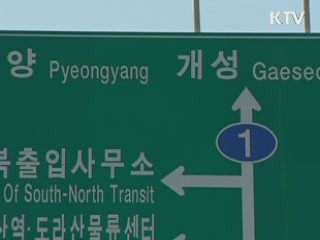 KTV
양 Pyeongyang 개성 Gaeseo
1
북출입사무소
Of South-North Transit
산역·도라산물류센터